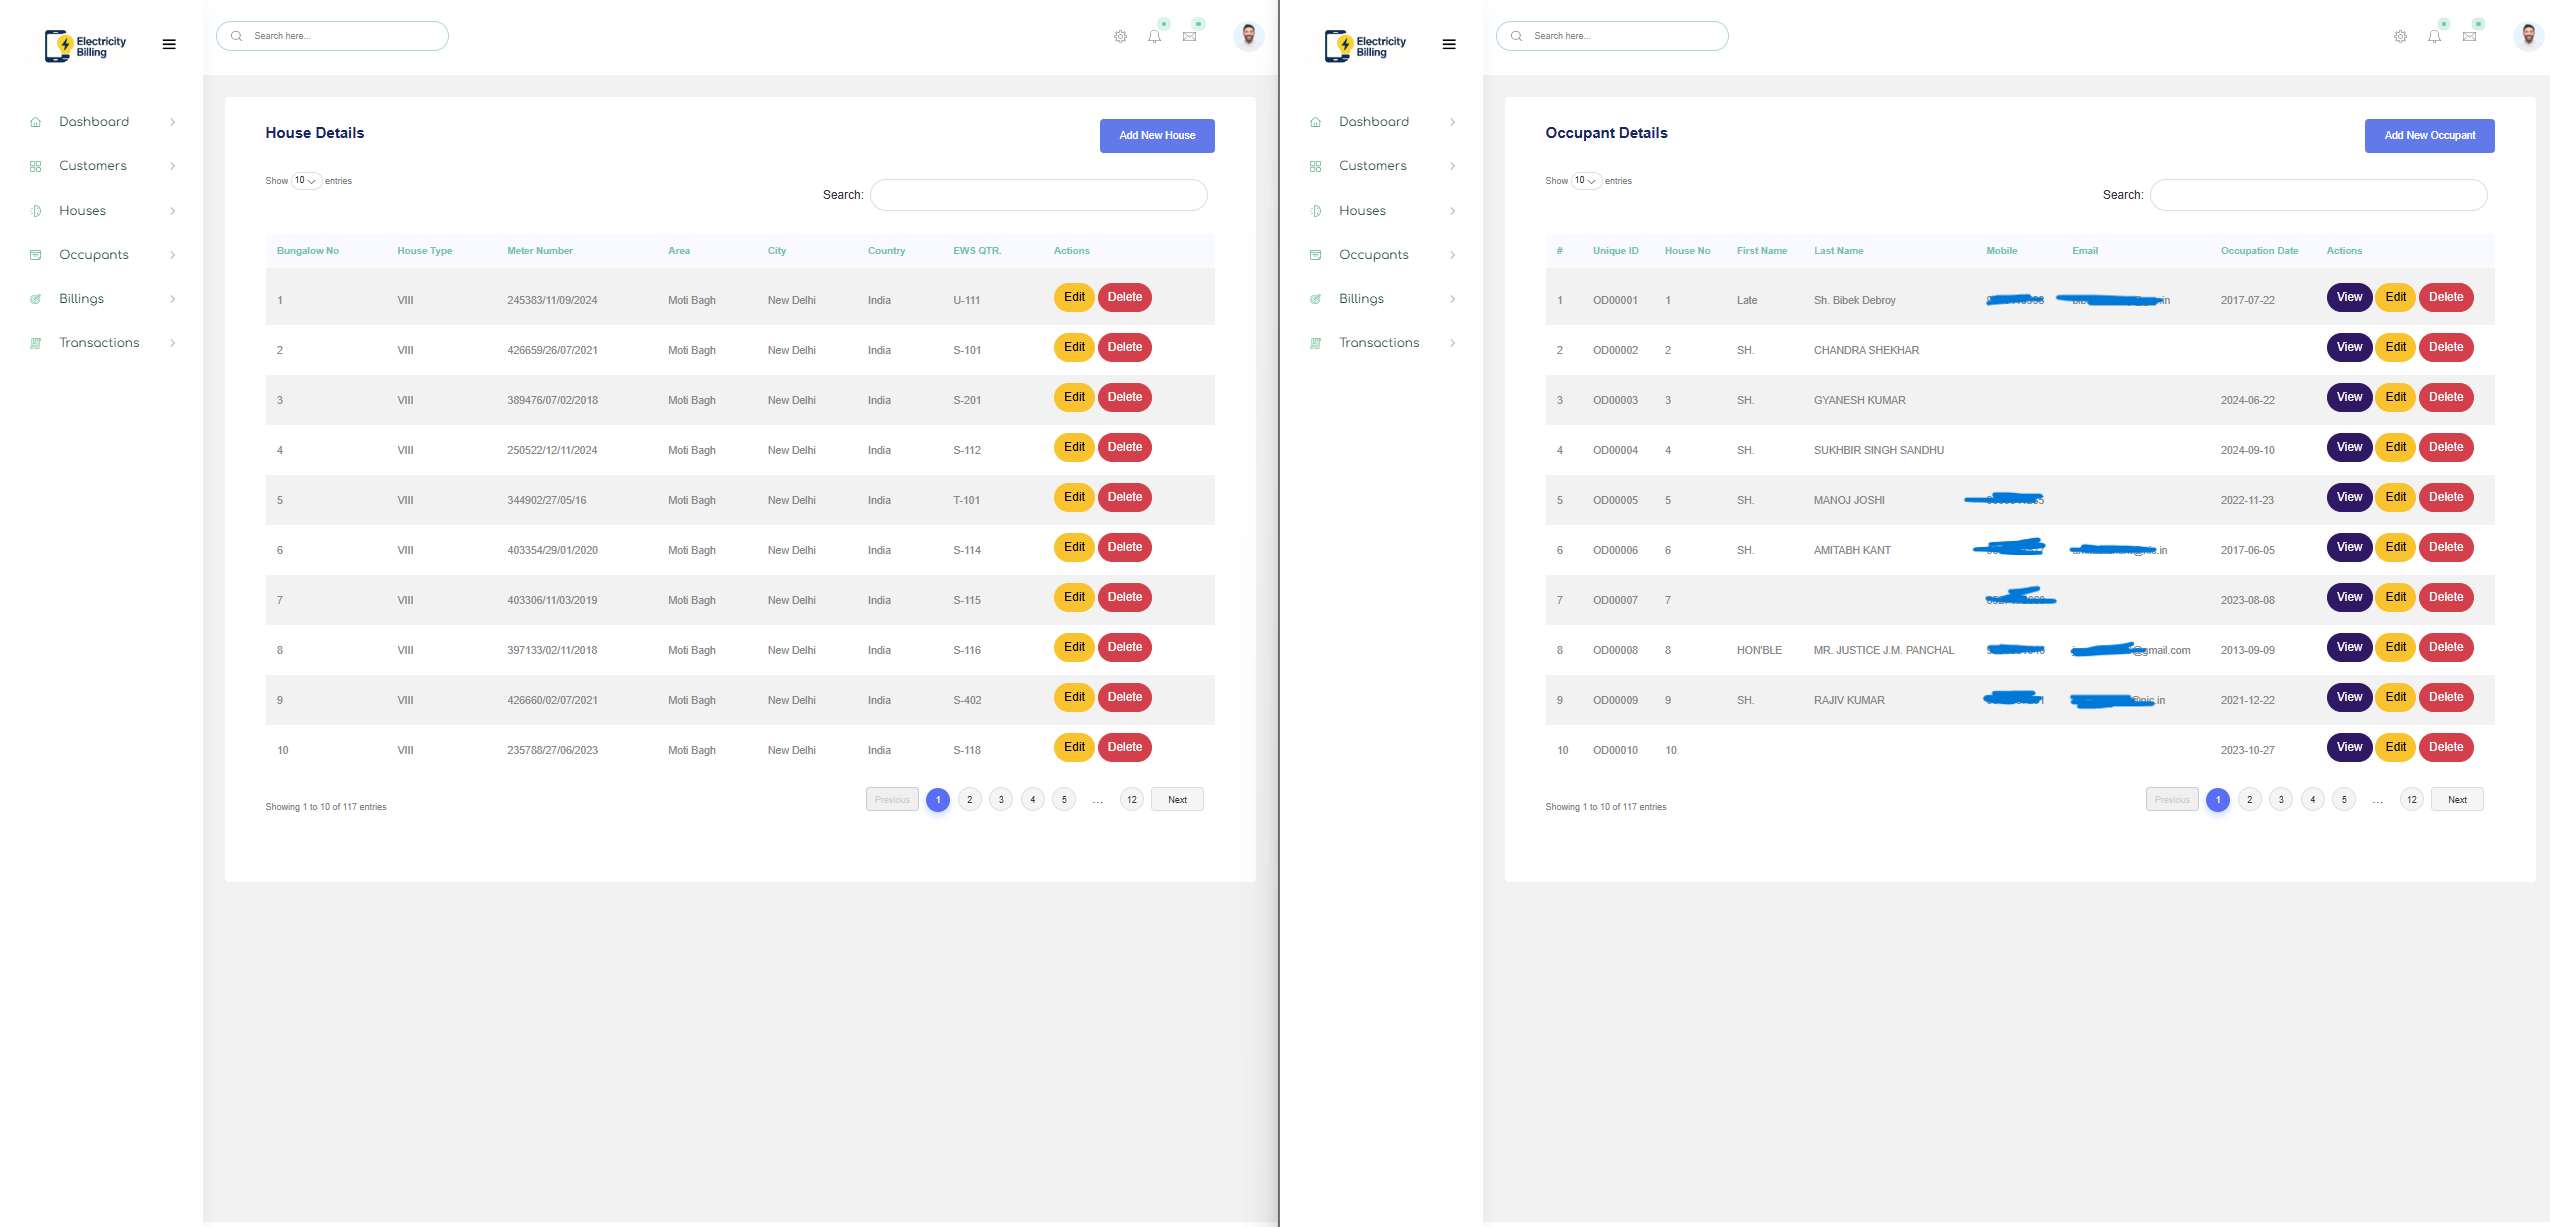 Electricity
Billing
Search here...
Dashboard
Customers
Houses
Occupants
Billings
Transactions
House Details
Add New House
Show 10 entries
Search:
Bungalow No House Type Meter Number Area City Country EWS QTR. Actions
1 VIII 245383/11/09/2024 Moti Bagh New Delhi India U-111 Edit Delete
2 VIII 426659/26/07/2021 Moti Bagh New Delhi India S-101 Edit Delete
3 VIII 389476/07/02/2018 Moti Bagh New Delhi India S-201 Edit Delete
4 VIII 250522/12/11/2024 Moti Bagh New Delhi India S-112 Edit Delete
5 VIII 344902/27/05/16 Moti Bagh New Delhi India T-101 Edit Delete
6 VIII 403354/29/01/2020 Moti Bagh New Delhi India S-114 Edit Delete
7 VIII 403306/11/03/2019 Moti Bagh New Delhi India S-115 Edit Delete
8 VIII 397133/02/11/2018 Moti Bagh New Delhi India S-116 Edit Delete
9 VIII 426660/02/07/2021 Moti Bagh New Delhi India S-402 Edit Delete
10 VIII 235788/27/06/2023 Moti Bagh New Delhi India S-118 Edit Delete
Showing 1 to 10 of 117 entries
Previous 1 2 3 4 5 ... 12 Next
Electricity
Billing
Search here...
Dashboard
Customers
Houses
Occupants
Billings
Transactions
Occupant Details
Add New Occupant
Show 10 entries
Search:
# Unique ID House No First Name Last Name Mobile Email Occupation Date Actions
1 OD00001 1 Late Sh. Bibek Debroy 2017-07-22 View Edit Delete
2 OD00002 2 SH. CHANDRA SHEKHAR View Edit Delete
3 OD00003 3 SH. GYANESH KUMAR 2024-06-22 View Edit Delete
4 OD00004 4 SH. SUKHBIR SINGH SANDHU 2024-09-10 View Edit Delete
5 OD00005 5 SH. MANOJ JOSHI 2022-11-23 View Edit Delete
6 OD00006 6 SH. AMITABH KANT 2017-06-05 View Edit Delete
7 OD00007 7 2023-08-08 View Edit Delete
8 OD00008 8 HON'BLE MR. JUSTICE J.M. PANCHAL @gmail.com 2013-09-09 View Edit Delete
9 OD00009 9 SH. RAJIV KUMAR 2021-12-22 View Edit Delete
10 OD00010 10 2023-10-27 View Edit Delete
Showing 1 to 10 of 117 entries
Previous 1 2 3 4 5 ... 12 Next